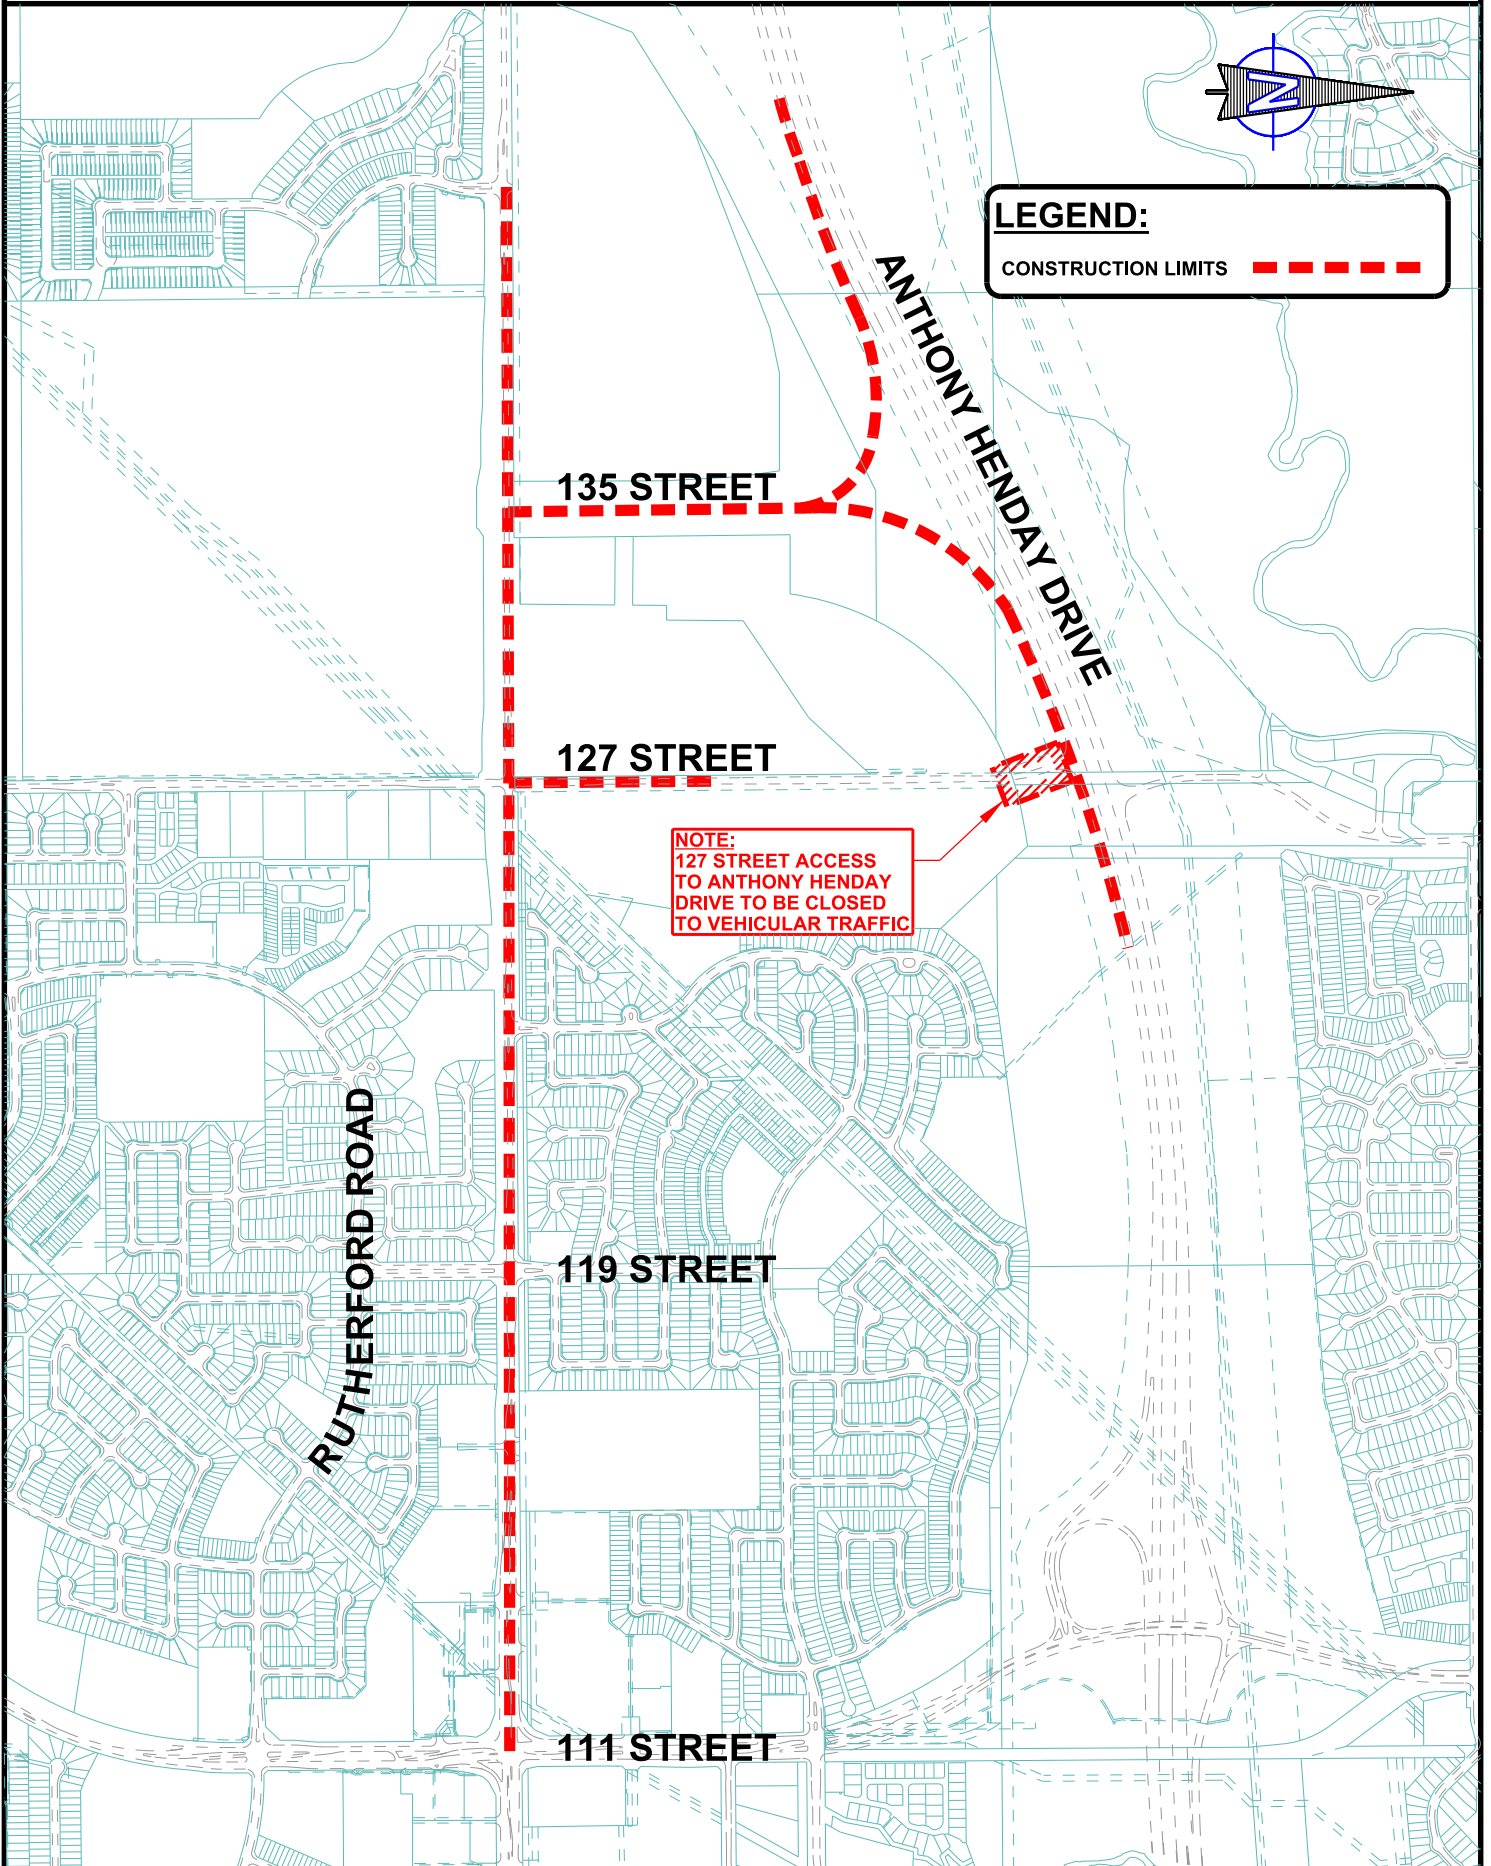 N
LEGEND:
CONSTRUCTION LIMITS
ANTHONY HENDAY DRIVE
135 STREET
127 STREET
NOTE:
127 STREET ACCESS
TO ANTHONY HENDAY
DRIVE TO BE CLOSED
TO VEHICULAR TRAFFIC
RUTHERFORD ROAD
119 STREET
111 STREET